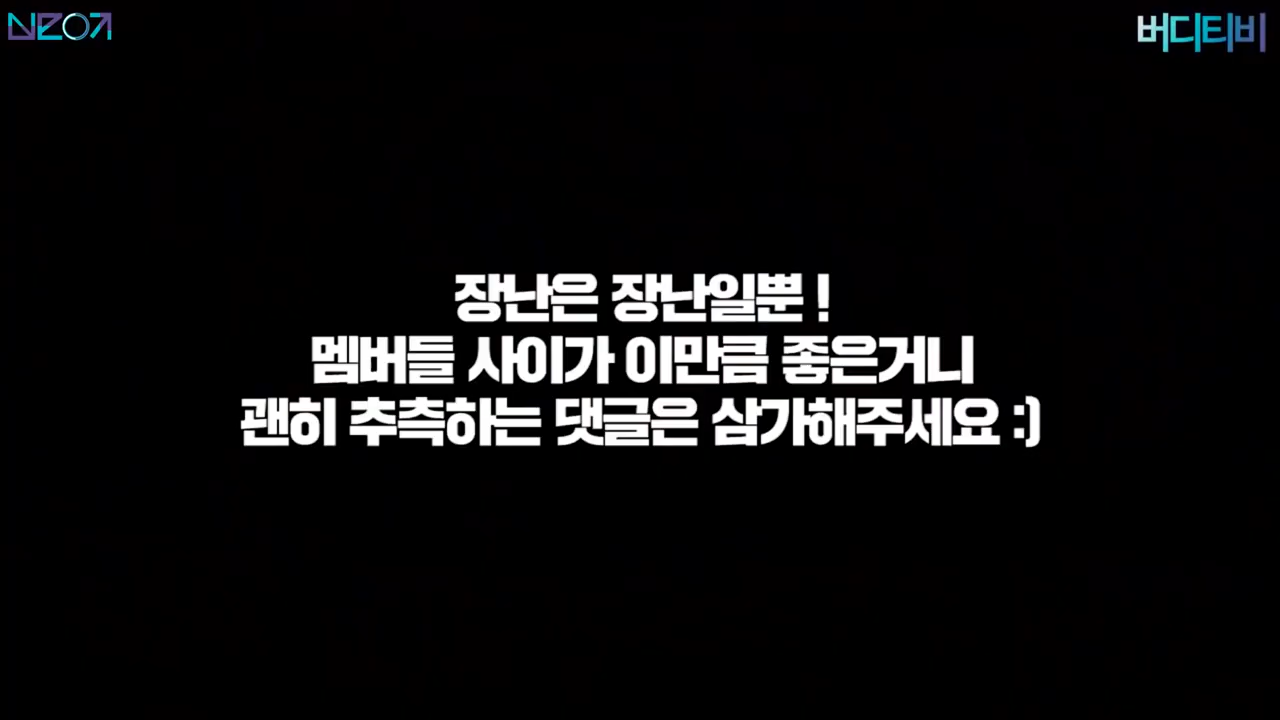 버디티비
장난은 장난일뿐 !
멤버들 사이가 이만큼 좋은거니
괜히 추측하는 댓글은 삼가해주세요 :)